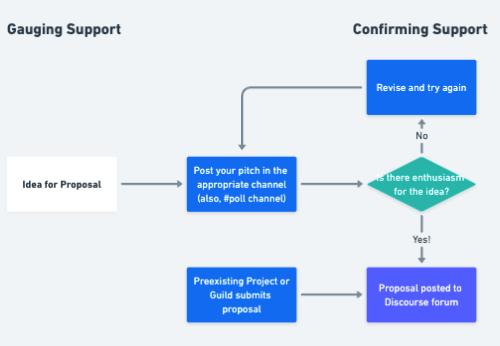 Gauging Support
Confirming Support
Revise and try again
No
Idea for Proposal
Post your pitch in the
appropriate channel
(also, #poll channel)
Is there enthusiasm
for the idea?
Yes!
Preexisting Project or
Guild submits
proposal
Proposal posted to
Discourse forum